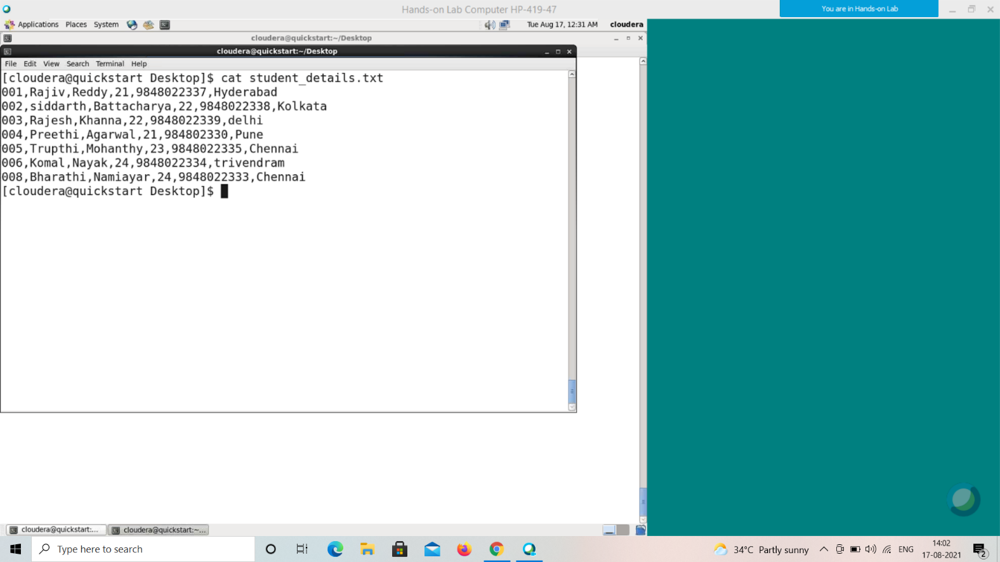 Hands-on Lab Computer HP-419-47
You are in Hands-on Lab
Applications Places System
Tue Aug 17, 12:31 AM cloudera
cloudera@quickstart:~/Desktop
cloudera@quickstart:~/Desktop
File Edit View Search Terminal Help
[cloudera@quickstart Desktop]$ cat student_details.txt
001,Rajiv,Reddy,21,9848022337,Hyderabad
002,siddarth,Battacharya,22,9848022338,Kolkata
003,Rajesh,Khanna,22,9848022339,delhi
004,Preethi,Agarwal,21,984802330,Pune
005,Trupthi,Mohanthy,23,9848022335,Chennai
006,Komal,Nayak,24,9848022334,trivendram
008,Bharathi,Namiayar,24,9848022333,Chennai
[cloudera@quickstart Desktop]$
cloudera@quickstart:... cloudera@quickstart:~...
Type here to search
34°C Partly sunny
ENG
14:02
17-08-2021
2